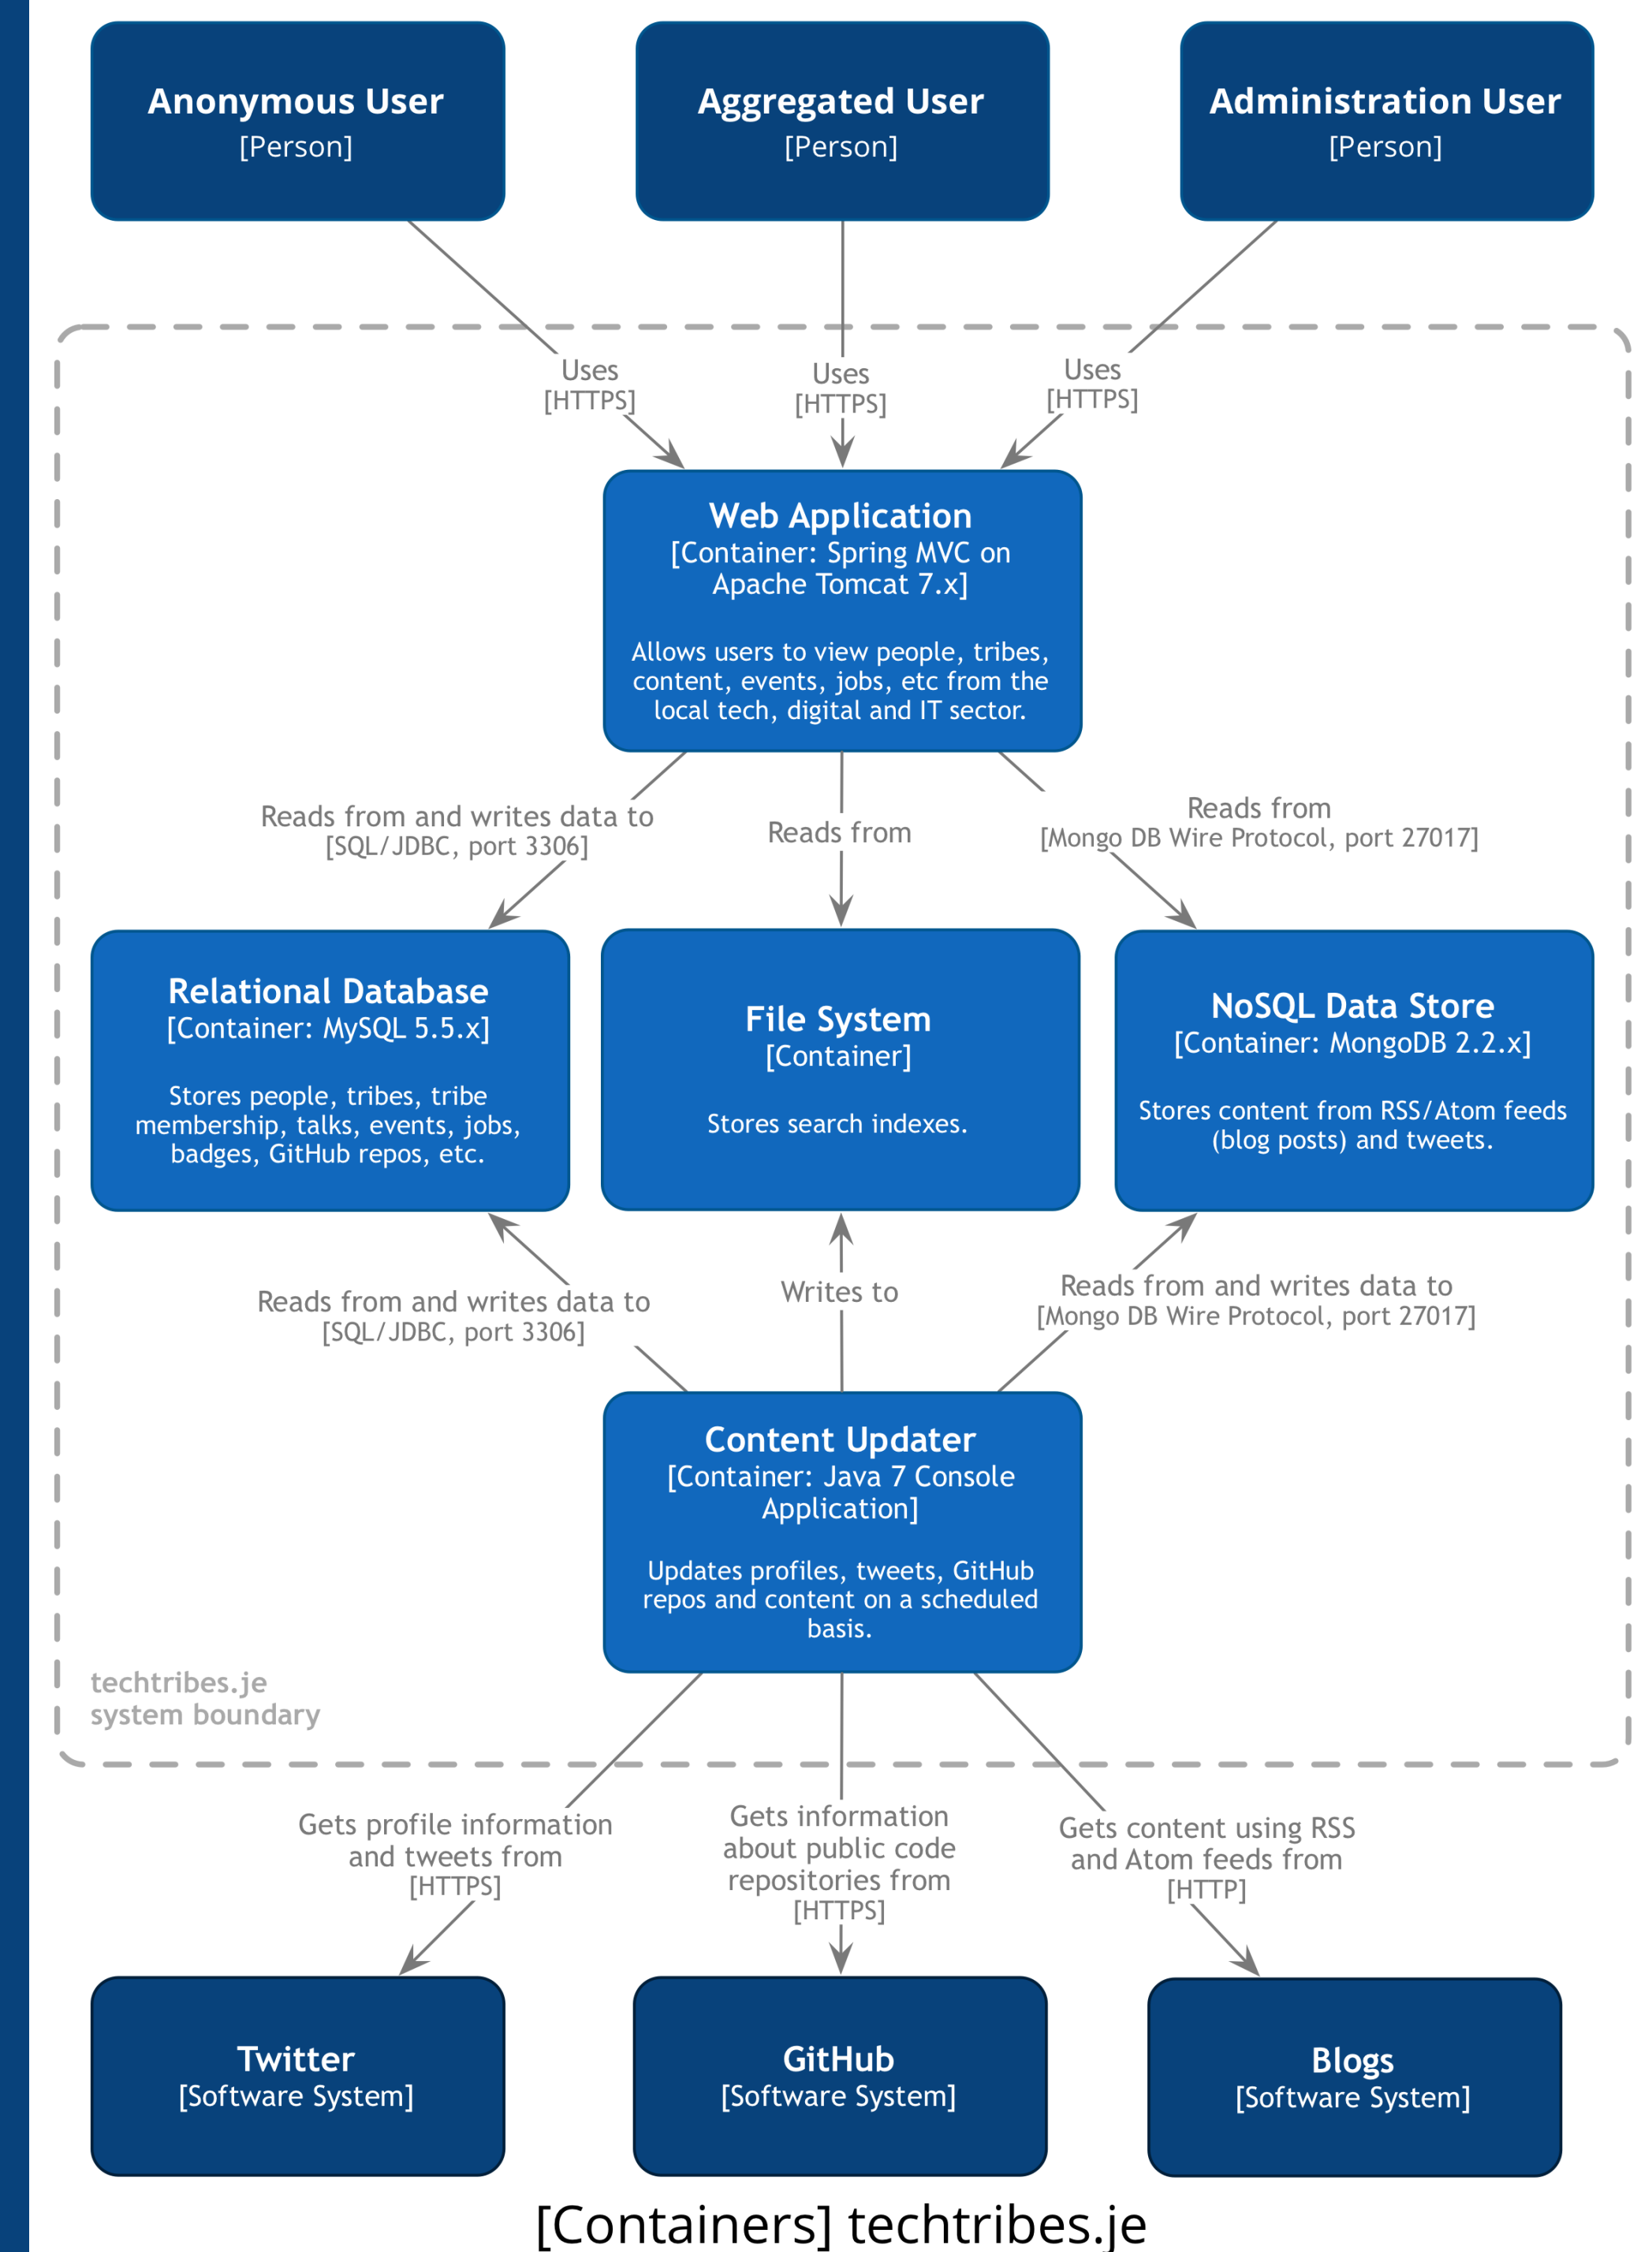 Anonymous User
[Person]
Aggregated User
[Person]
Administration User
[Person]
Uses
[HTTPS]
Uses
[HTTPS]
Uses
[HTTPS]
Web Application
[Container: Spring MVC on
Apache Tomcat 7.x]
Allows users to view people, tribes,
content, events, jobs, etc from the
local tech, digital and IT sector.
Reads from and writes data to
[SQL/JDBC, port 3306]
Reads from
Reads from
[Mongo DB Wire Protocol, port 27017]
Relational Database
[Container: MySQL 5.5.x]
Stores people, tribes, tribe
membership, talks, events, jobs,
badges, GitHub repos, etc.
File System
[Container]
Stores search indexes.
NoSQL Data Store
[Container: MongoDB 2.2.x]
Stores content from RSS/Atom feeds
(blog posts) and tweets.
Reads from and writes data to
[SQL/JDBC, port 3306]
Writes to
Reads from and writes data to
[Mongo DB Wire Protocol, port 27017]
Content Updater
[Container: Java 7 Console
Application]
Updates profiles, tweets, GitHub
repos and content on a scheduled
basis.
techtribes.je
system boundary
Gets profile information
and tweets from
[HTTPS]
Gets information
about public code
repositories from
[HTTPS]
Gets content using RSS
and Atom feeds from
[HTTP]
Twitter
[Software System]
GitHub
[Software System]
Blogs
[Software System]
[Containers] techtribes.je